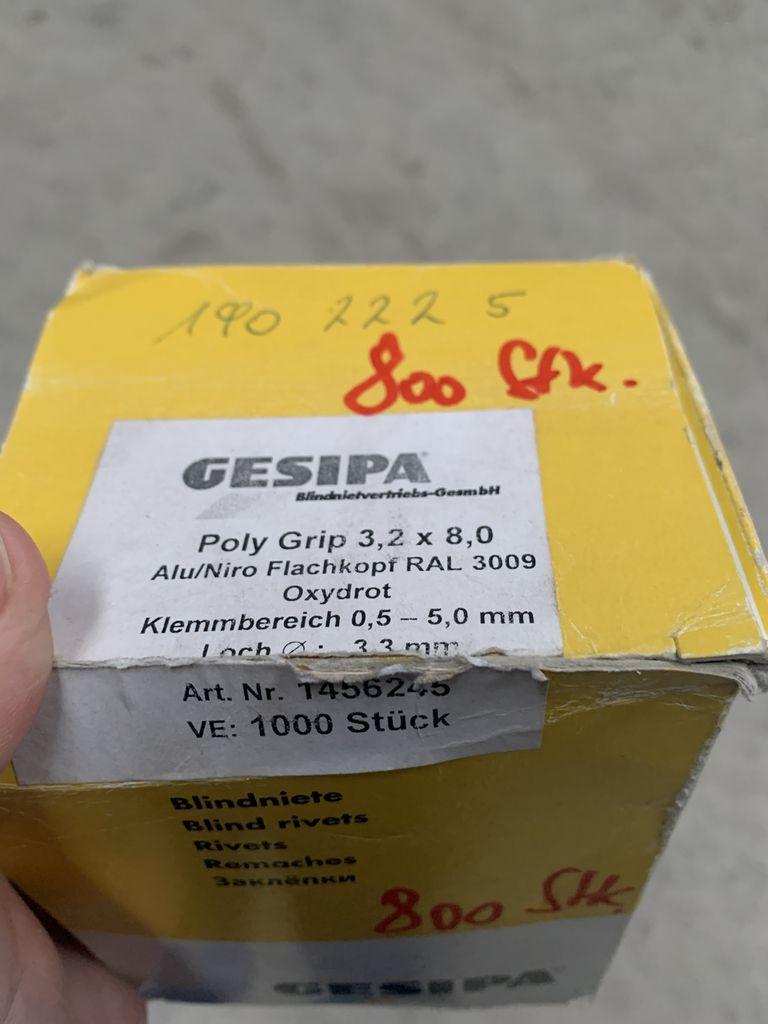 190 222 5
800 Stk.
GESIPA
Blindnietvertriebs-GesmbH
Poly Grip 3,2 x 8,0
Alu/Niro Flachkopf RAL 3009
Oxydrot
Klemmbereich 0,5 – 5,0 mm
Loch Ø : 3,3 mm
Art. Nr. 1456245
VE: 1000 Stück
Blindniete
Blind rivets
Rivets
Remaches
Заклёпки
800 Stk
GESIPA